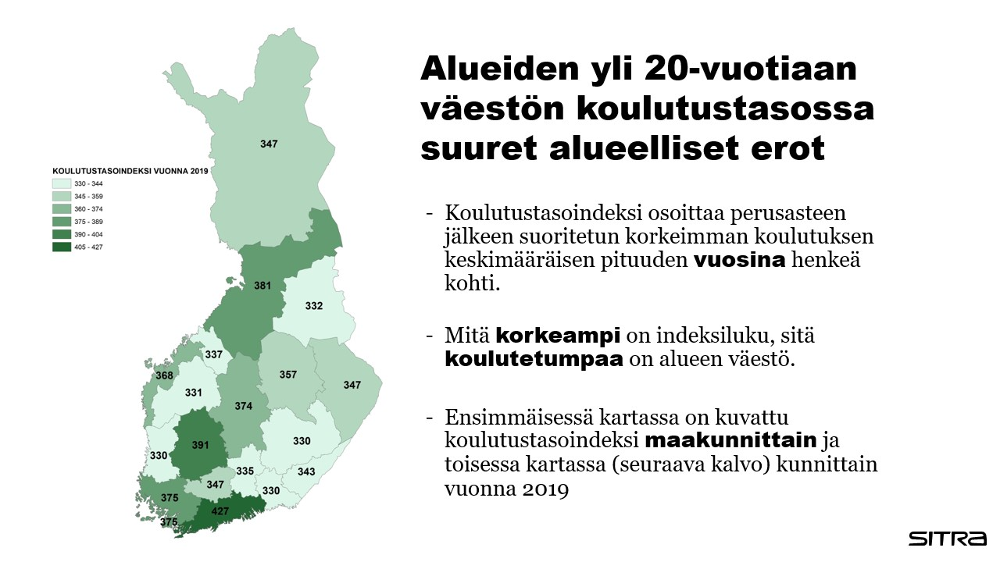 Alueiden yli 20-vuotiaan
väestön koulutustasossa
suuret alueelliset erot
- Koulutustasoindeksi osoittaa perusasteen
jälkeen suoritetun korkeimman koulutuksen
keskimääräisen pituuden vuosina henkeä
kohti.
- Mitä korkeampi on indeksiluku, sitä
koulutetumpaa on alueen väestö.
- Ensimmäisessä kartassa on kuvattu
koulutustasoindeksi maakunnittain ja
toisessa kartassa (seuraava kalvo) kunnittain
vuonna 2019
KOULUTUSTASOINDEKSI VUONNA 2019
330 - 344
345 - 359
360 - 374
375 - 389
390 - 404
405 - 427
347
381
332
337
368
331
357
347
374
391
330
330
335
343
347
330
375
427
375
SITRA